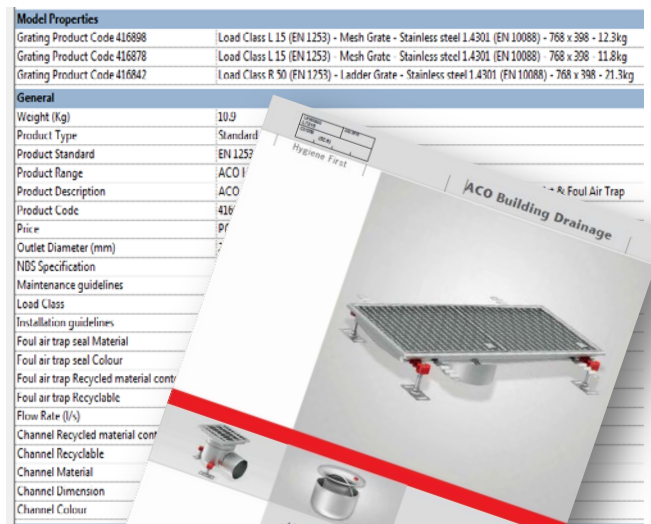 Model Properties
Grating Product Code 416898 Load Class L 15 (EN 1253) - Mesh Grate - Stainless steel 1.4301 (EN 10088) - 768 x 398 - 12.3kg
Grating Product Code 416878 Load Class L 15 (EN 1253) - Mesh Grate - Stainless steel 1.4301 (EN 10088) - 768 x 398 - 11.8kg
Grating Product Code 416842 Load Class R 50 (EN 1253) - Ladder Grate - Stainless steel 1.4301 (EN 10088) - 768 x 398 - 21.3kg
General
Weight (Kg) 10.9
Product Type Standard
Product Standard EN 1253
Product Range ACO
Product Description ACO & Foul Air Trap
Product Code 416
Price
Outlet Diameter (mm)
NBS Specification
Maintenance guidelines
Load Class
Installation guidelines
Foul air trap seal Material
Foul air trap seal Colour
Foul air trap Recycled material cont
Foul air trap Recyclable
Flow Rate (l/s)
Channel Recycled material cont
Channel Recyclable
Channel Material
Channel Dimension
Channel Colour
Hygiene First
ACO Building Drainage